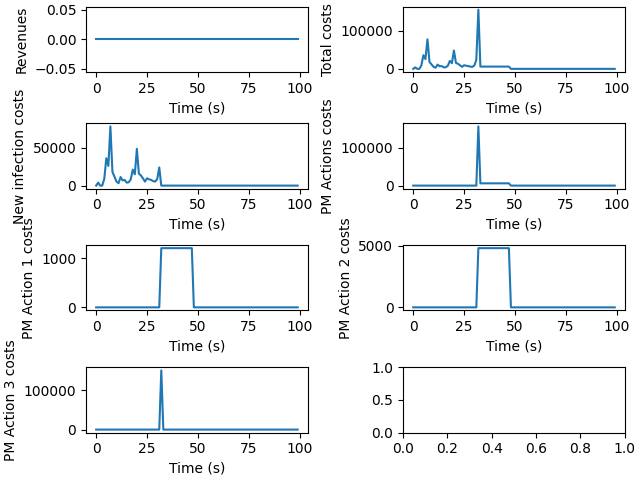 Revenues
0.05
0.00
−0.05
0 25 50 75 100
Time (s)
Total costs
100000
0
0 25 50 75 100
Time (s)
New infection costs
50000
0
0 25 50 75 100
Time (s)
PM Actions costs
100000
0
0 25 50 75 100
Time (s)
PM Action 1 costs
1000
0
0 25 50 75 100
Time (s)
PM Action 2 costs
5000
0
0 25 50 75 100
Time (s)
PM Action 3 costs
100000
0
0 25 50 75 100
Time (s)
1.0
0.5
0.0
0.0 0.2 0.4 0.6 0.8 1.0